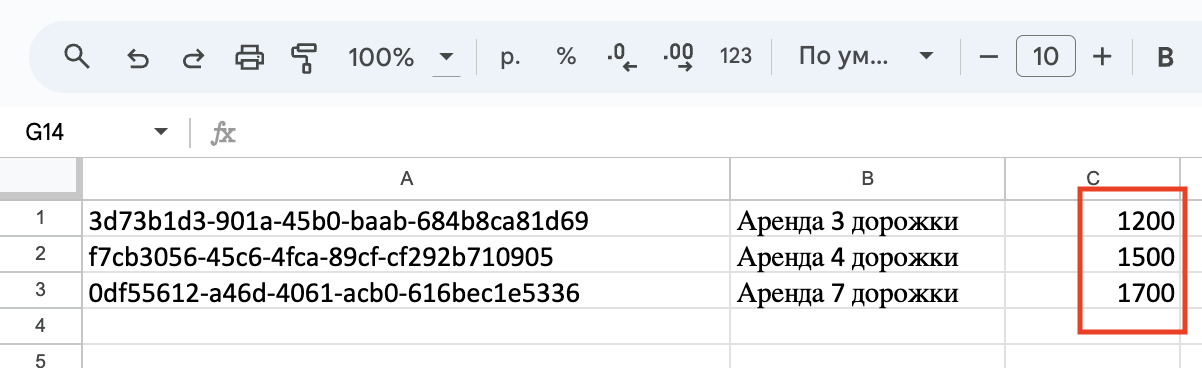 100% р. % .0 .00 123 По ум... 10 B
G14 fx
A B C
1 3d73b1d3-901a-45b0-baab-684b8ca81d69 Аренда 3 дорожки 1200
2 f7cb3056-45c6-4fca-89cf-cf292b710905 Аренда 4 дорожки 1500
3 0df55612-a46d-4061-acb0-616bec1e5336 Аренда 7 дорожки 1700
4
5